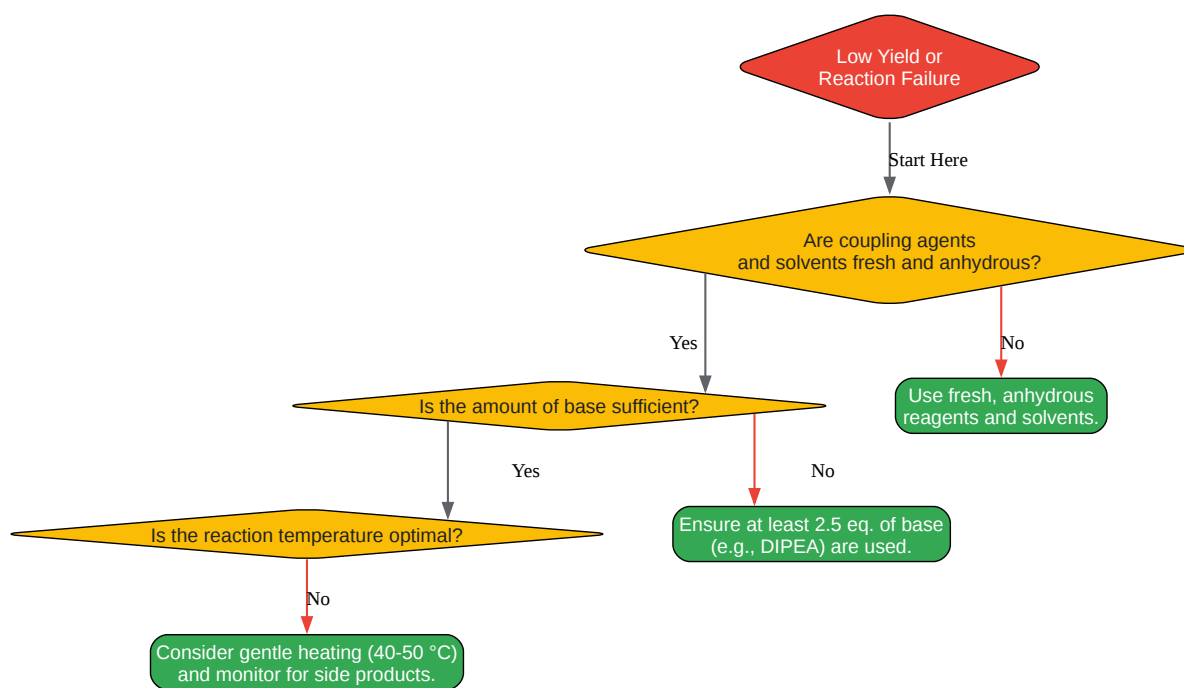 Low Yield or
Reaction Failure
Start Here
Are coupling agents
and solvents fresh and anhydrous?
Yes
No
Is the amount of base sufficient?
Use fresh, anhydrous
reagents and solvents.
Yes
No
Is the reaction temperature optimal?
Ensure at least 2.5 eq. of base
(e.g., DIPEA) are used.
No
Consider gentle heating (40-50 °C)
and monitor for side products.